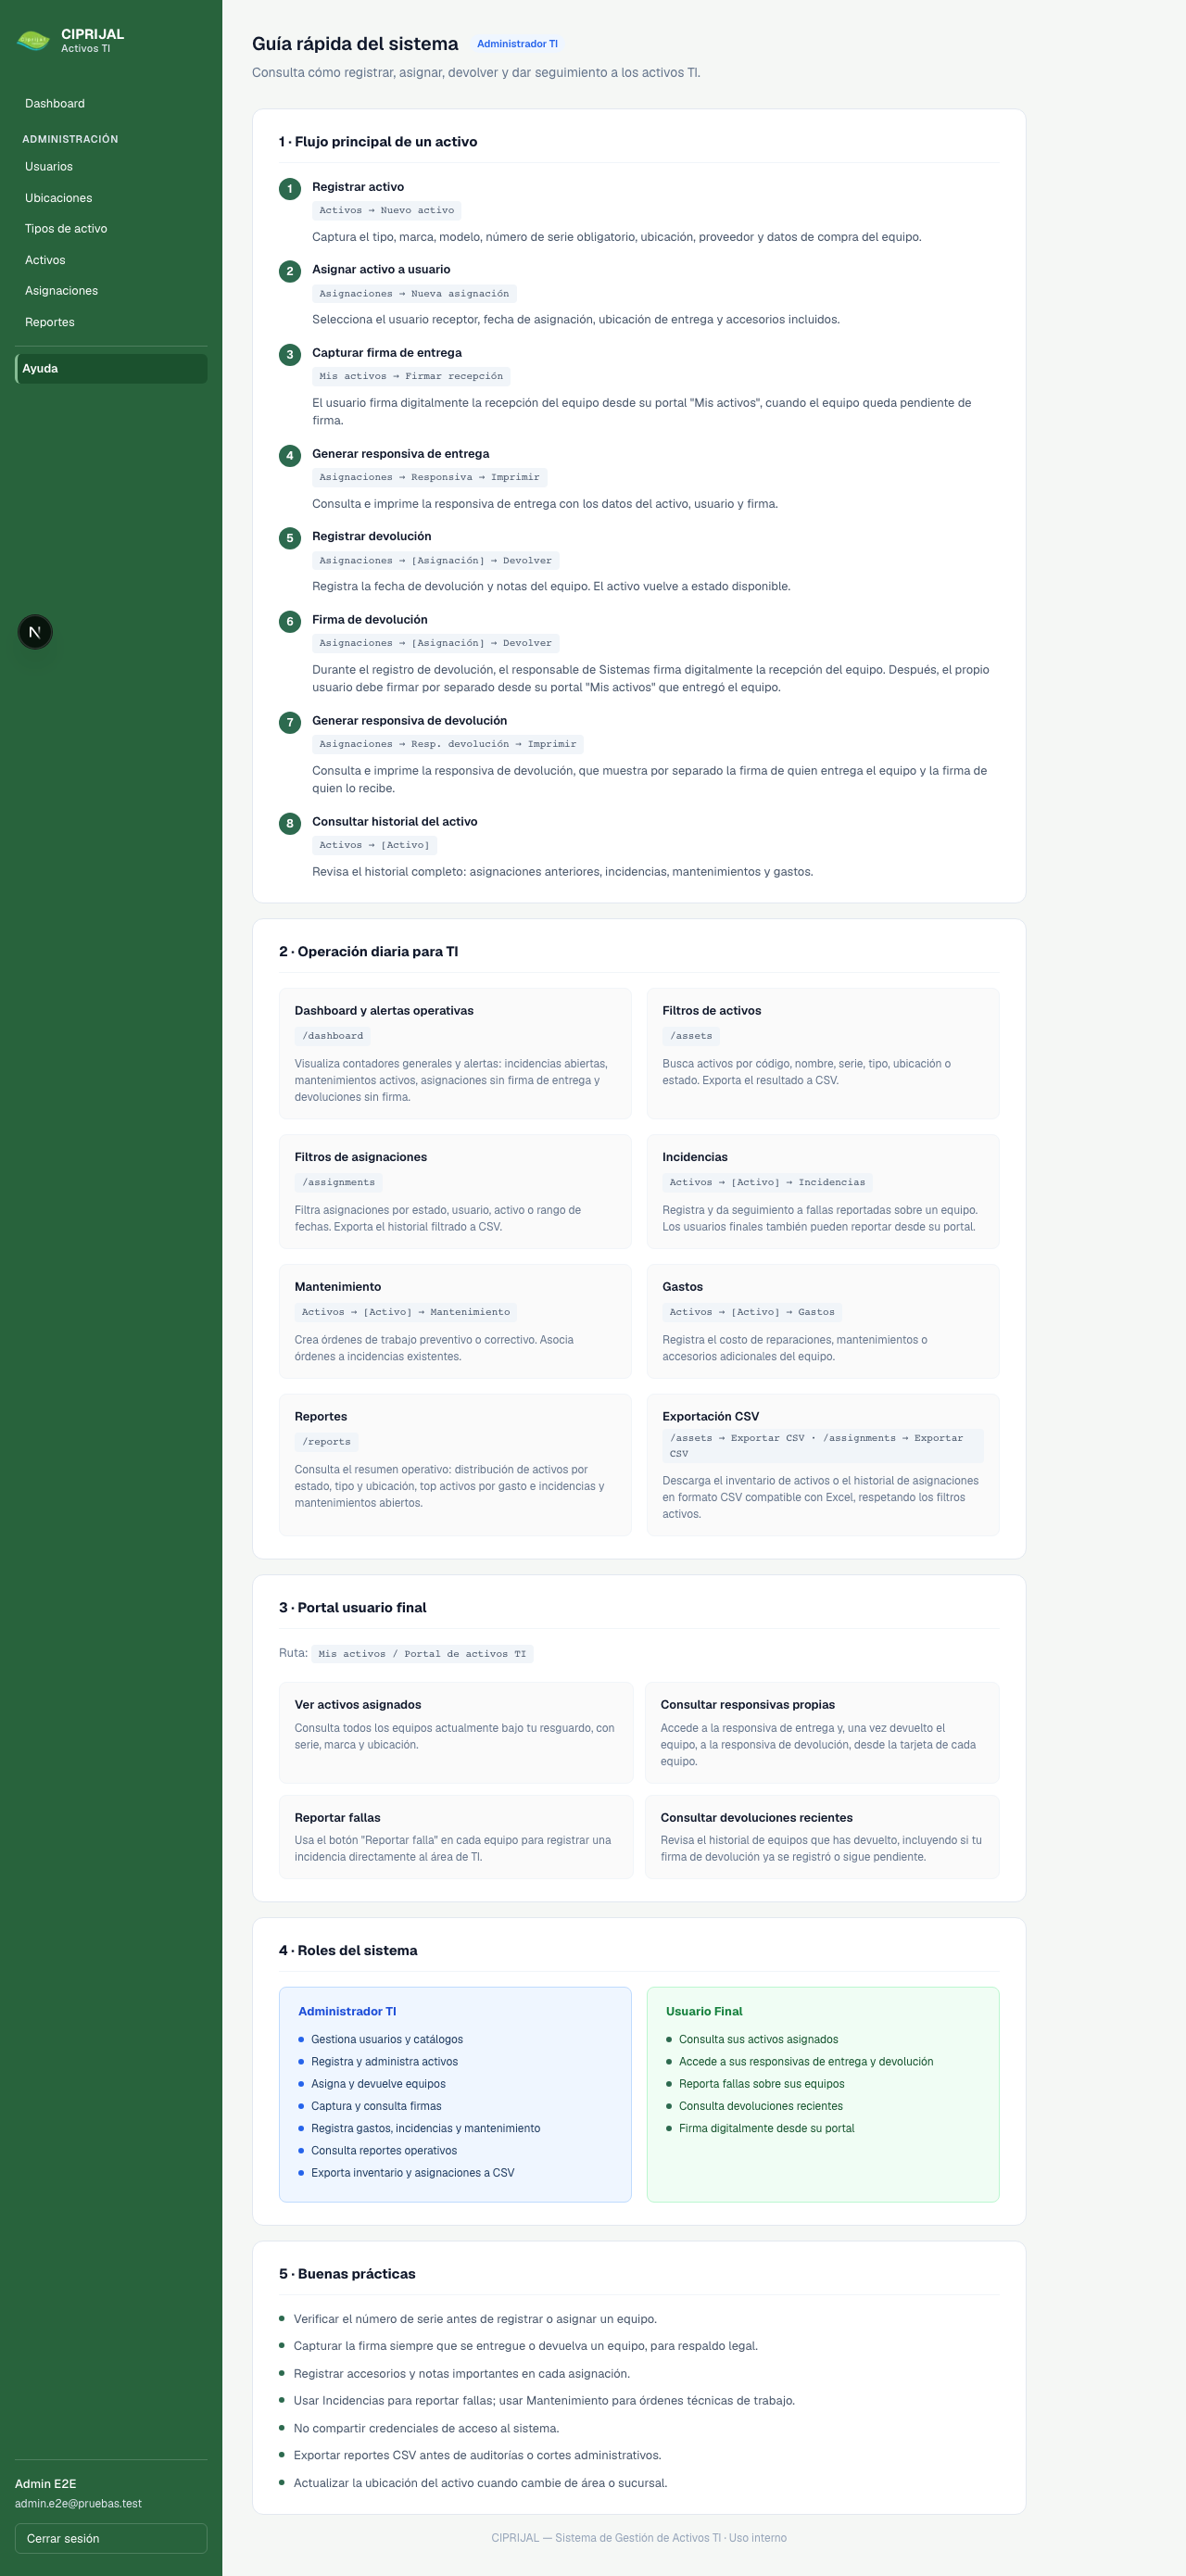 CIPRIJAL
Activos TI
Dashboard
ADMINISTRACIÓN
Usuarios
Ubicaciones
Tipos de activo
Activos
Asignaciones
Reportes
Ayuda
N
Admin E2E
admin.e2e@pruebas.test
Cerrar sesión
Guía rápida del sistema
Administrador TI
Consulta cómo registrar, asignar, devolver y dar seguimiento a los activos TI.
1 · Flujo principal de un activo
1
Registrar activo
Activos → Nuevo activo
Captura el tipo, marca, modelo, número de serie obligatorio, ubicación, proveedor y datos de compra del equipo.
2
Asignar activo a usuario
Asignaciones → Nueva asignación
Selecciona el usuario receptor, fecha de asignación, ubicación de entrega y accesorios incluidos.
3
Capturar firma de entrega
Mis activos → Firmar recepción
El usuario firma digitalmente la recepción del equipo desde su portal "Mis activos", cuando el equipo queda pendiente de
firma.
4
Generar responsiva de entrega
Asignaciones → Responsiva → Imprimir
Consulta e imprime la responsiva de entrega con los datos del activo, usuario y firma.
5
Registrar devolución
Asignaciones → [Asignación] → Devolver
Registra la fecha de devolución y notas del equipo. El activo vuelve a estado disponible.
6
Firma de devolución
Asignaciones → [Asignación] → Devolver
Durante el registro de devolución, el responsable de Sistemas firma digitalmente la recepción del equipo. Después, el propio
usuario debe firmar por separado desde su portal "Mis activos" que entregó el equipo.
7
Generar responsiva de devolución
Asignaciones → Resp. devolución → Imprimir
Consulta e imprime la responsiva de devolución, que muestra por separado la firma de quien entrega el equipo y la firma de
quien lo recibe.
8
Consultar historial del activo
Activos → [Activo]
Revisa el historial completo: asignaciones anteriores, incidencias, mantenimientos y gastos.
2 · Operación diaria para TI
Dashboard y alertas operativas
/dashboard
Visualiza contadores generales y alertas: incidencias abiertas,
mantenimientos activos, asignaciones sin firma de entrega y
devoluciones sin firma.
Filtros de activos
/assets
Busca activos por código, nombre, serie, tipo, ubicación o
estado. Exporta el resultado a CSV.
Filtros de asignaciones
/assignments
Filtra asignaciones por estado, usuario, activo o rango de
fechas. Exporta el historial filtrado a CSV.
Incidencias
Activos → [Activo] → Incidencias
Registra y da seguimiento a fallas reportadas sobre un equipo.
Los usuarios finales también pueden reportar desde su portal.
Mantenimiento
Activos → [Activo] → Mantenimiento
Crea órdenes de trabajo preventivo o correctivo. Asocia
órdenes a incidencias existentes.
Gastos
Activos → [Activo] → Gastos
Registra el costo de reparaciones, mantenimientos o
accesorios adicionales del equipo.
Reportes
/reports
Consulta el resumen operativo: distribución de activos por
estado, tipo y ubicación, top activos por gasto e incidencias y
mantenimientos abiertos.
Exportación CSV
/assets → Exportar CSV · /assignments → Exportar
CSV
Descarga el inventario de activos o el historial de asignaciones
en formato CSV compatible con Excel, respetando los filtros
activos.
3 · Portal usuario final
Ruta: Mis activos / Portal de activos TI
Ver activos asignados
Consulta todos los equipos actualmente bajo tu resguardo, con
serie, marca y ubicación.
Consultar responsivas propias
Accede a la responsiva de entrega y, una vez devuelto el
equipo, a la responsiva de devolución, desde la tarjeta de cada
equipo.
Reportar fallas
Usa el botón "Reportar falla" en cada equipo para registrar una
incidencia directamente al área de TI.
Consultar devoluciones recientes
Revisa el historial de equipos que has devuelto, incluyendo si tu
firma de devolución ya se registró o sigue pendiente.
4 · Roles del sistema
Administrador TI
Gestiona usuarios y catálogos
Registra y administra activos
Asigna y devuelve equipos
Captura y consulta firmas
Registra gastos, incidencias y mantenimiento
Consulta reportes operativos
Exporta inventario y asignaciones a CSV
Usuario Final
Consulta sus activos asignados
Accede a sus responsivas de entrega y devolución
Reporta fallas sobre sus equipos
Consulta devoluciones recientes
Firma digitalmente desde su portal
5 · Buenas prácticas
Verificar el número de serie antes de registrar o asignar un equipo.
Capturar la firma siempre que se entregue o devuelva un equipo, para respaldo legal.
Registrar accesorios y notas importantes en cada asignación.
Usar Incidencias para reportar fallas; usar Mantenimiento para órdenes técnicas de trabajo.
No compartir credenciales de acceso al sistema.
Exportar reportes CSV antes de auditorías o cortes administrativos.
Actualizar la ubicación del activo cuando cambie de área o sucursal.
CIPRIJAL — Sistema de Gestión de Activos TI · Uso interno